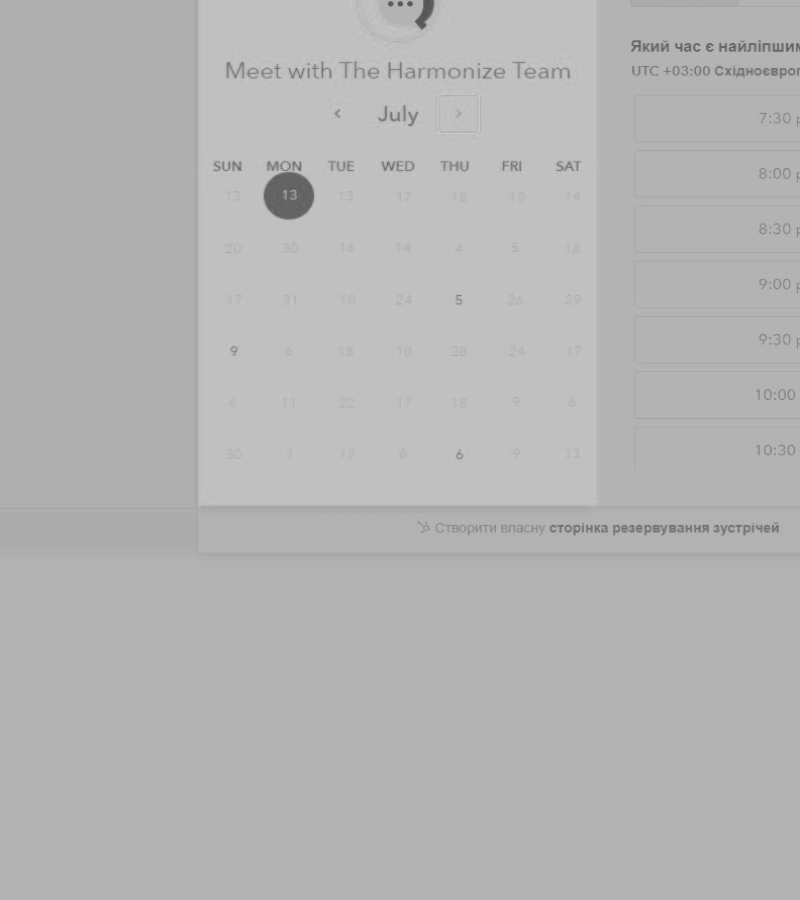 Meet with The Harmonize Team
July
SUN MON TUE WED THU FRI SAT
13 13 13 17 18 10 14
20 30 16 14 4 5 18
17 31 10 24 5 26 29
9 6 18 10 28 24 17
6 11 22 17 18 9 6
30 1 17 8 6 9 13
Який час є
UTC +03:00
7:30
8:00
8:30
9:00
9:30
10:00
10:30
Створити власну сторінка резервування зустрічей